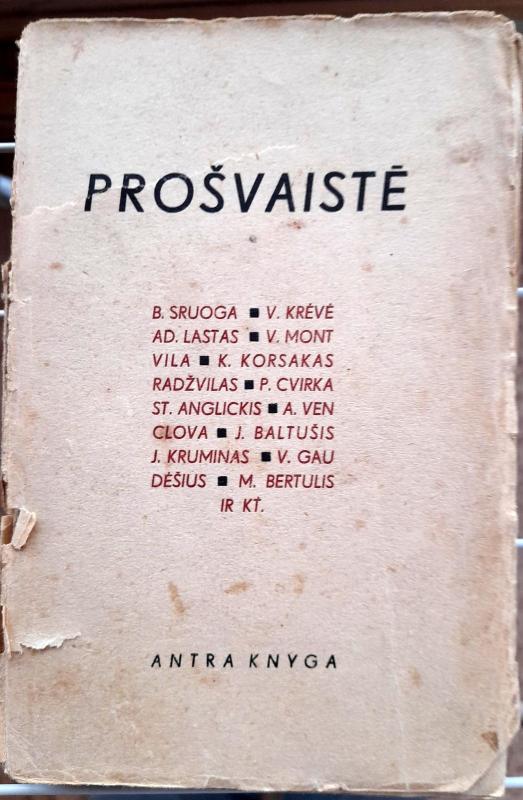 PROŠVAISTĖ
B. SRUOGA ■ V. KRĖVĖ
AD. LASTAS ■ V. MONT
VILA ■ K. KORSAKAS
RADŽVILAS ■ P. CVIRKA
ST. ANGLICKIS ■ A. VEN
CLOVA ■ J. BALTUŠIS
J. KRUMINAS ■ V. GAU
DĖŠIUS ■ M. BERTULIS
IR KT.
ANTRA KNYGA